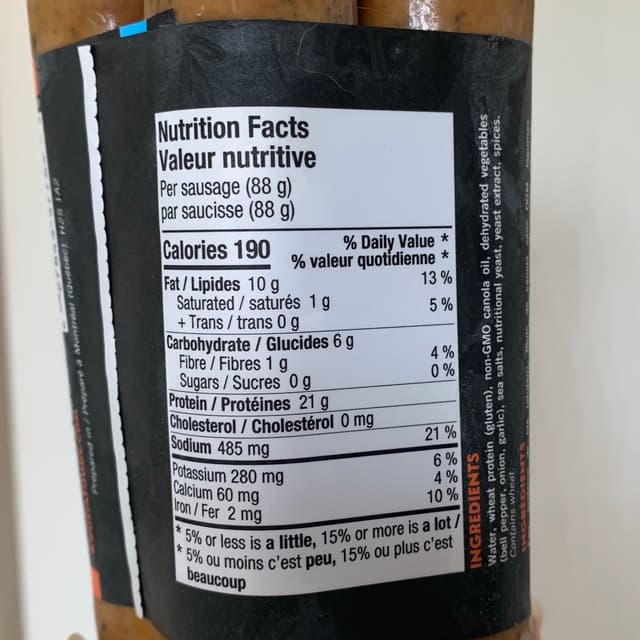 Nutrition Facts
Valeur nutritive
Per sausage (88 g)
par saucisse (88 g)
Calories 190
% Daily Value *
% valeur quotidienne *
Fat / Lipides 10 g 13 %
Saturated / saturés 1 g 5 %
+ Trans / trans 0 g
Carbohydrate / Glucides 6 g
Fibre / Fibres 1 g 4 %
Sugars / Sucres 0 g 0 %
Protein / Protéines 21 g
Cholesterol / Cholestérol 0 mg
Sodium 485 mg 21 %
Potassium 280 mg 6 %
Calcium 60 mg 4 %
Iron / Fer 2 mg 10 %
* 5% or less is a little, 15% or more is a lot /
* 5% ou moins c'est peu, 15% ou plus c'est
beaucoup
INGREDIENTS
Water, wheat protein (gluten), non-GMO canola oil, dehydrated vegetables
(bell pepper, onion, garlic), sea salts, nutritional yeast, yeast extract, spices.
Contains wheat.
INGRÉDIENTS
Prepared in / Préparé à Montréal (Québec) H2S 1A2